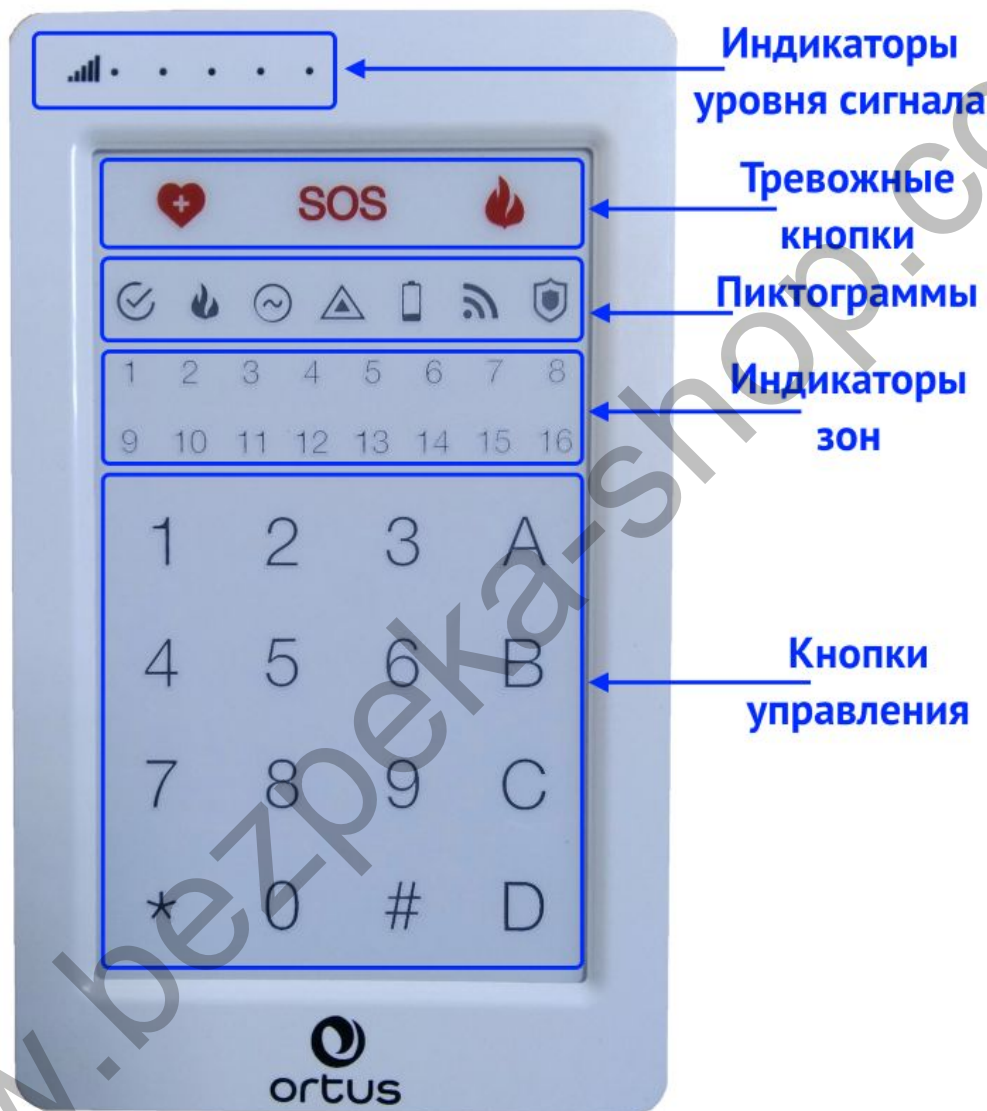 Индикаторы
уровня сигнала
Тревожные
кнопки
SOS
Пиктограммы
1 2 3 4 5 6 7 8
Индикаторы
зон
9 10 11 12 13 14 15 16
1 2 3 A
4 5 6 B
Кнопки
управления
7 8 9 C
* 0 # D
ortus
www.bezpeka-shop.co